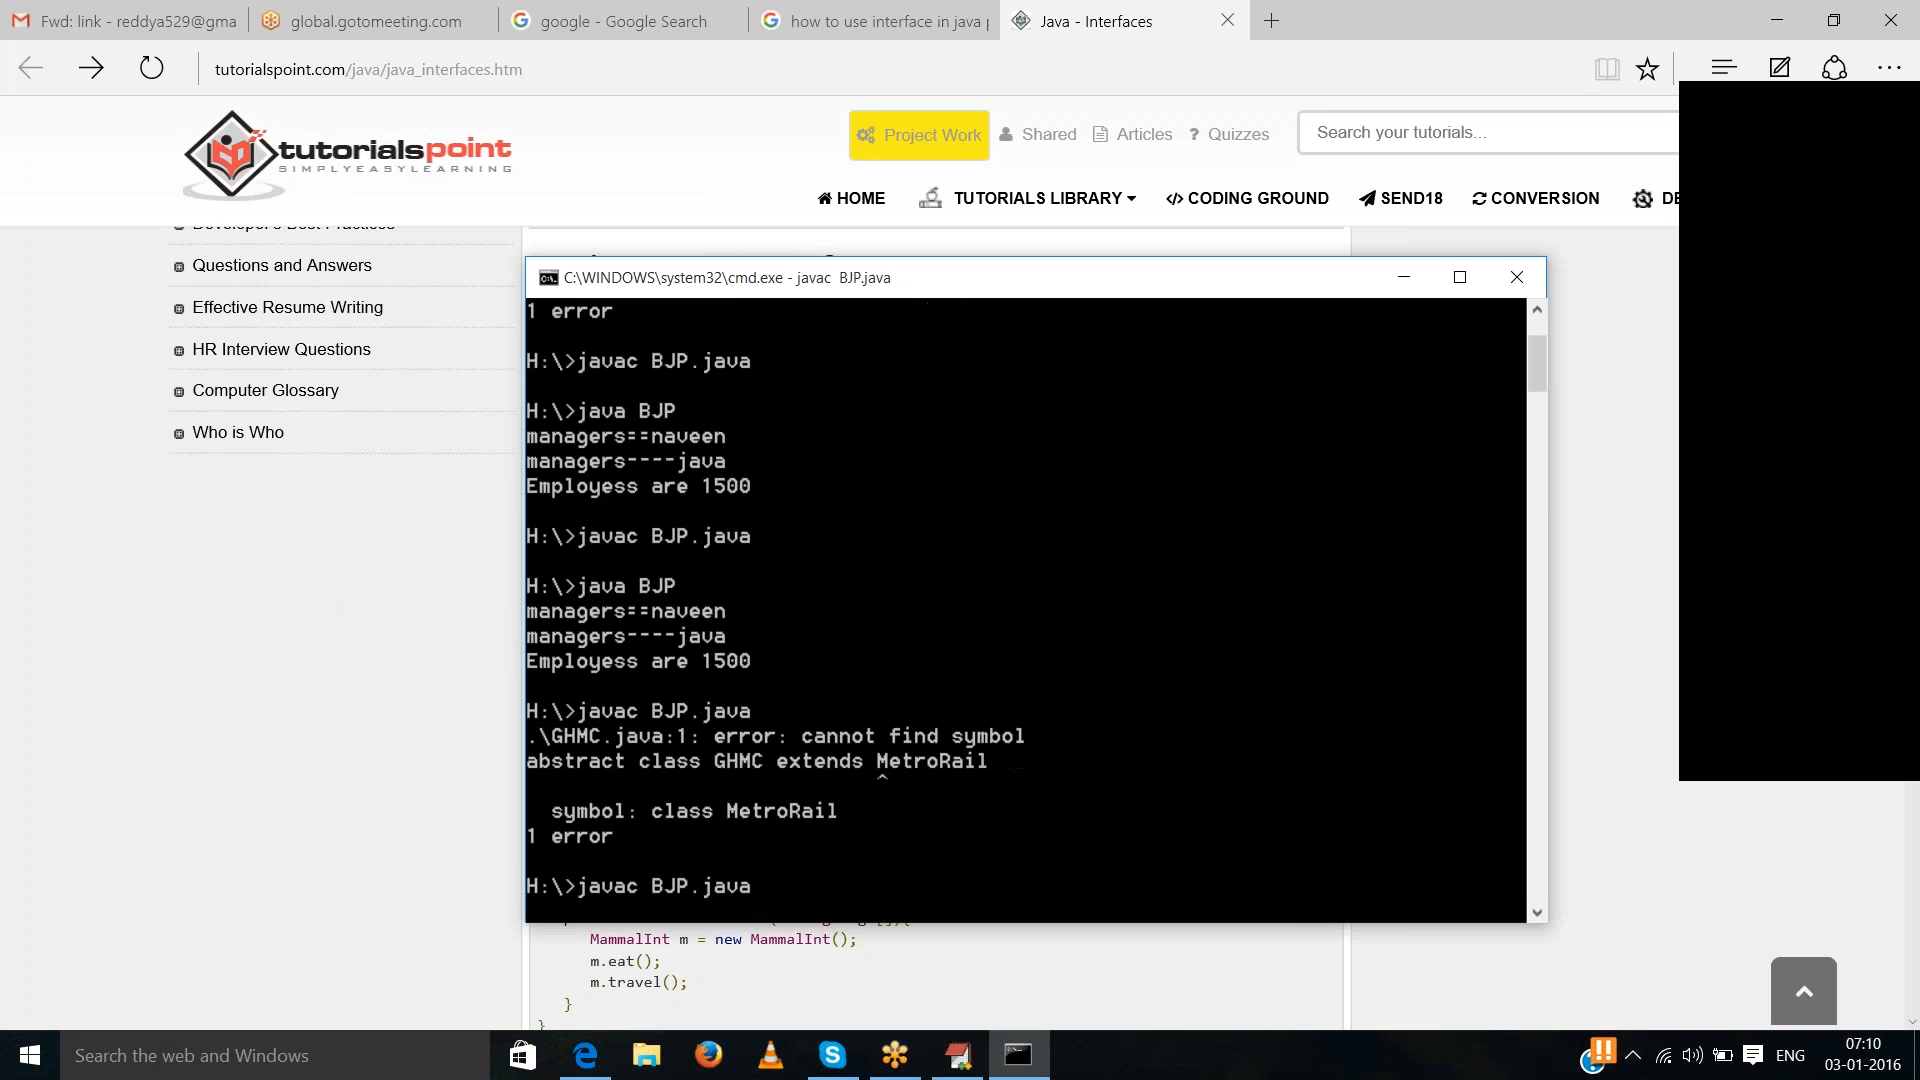 Fwd: link - reddya529@gma
global.gotomeeting.com
google - Google Search
how to use interface in java p
Java - Interfaces
tutorialspoint.com/java/java_interfaces.htm
tutorialspoint
SIMPLYEASYLEARNING
Project Work
Shared
Articles
? Quizzes
Search your tutorials...
HOME
TUTORIALS LIBRARY
</> CODING GROUND
SEND18
CONVERSION
DE
Developer's Best Practices
Questions and Answers
Effective Resume Writing
HR Interview Questions
Computer Glossary
Who is Who
C:\WINDOWS\system32\cmd.exe - javac  BJP.java
1 error
H:\>javac BJP.java
H:\>java BJP
managers==naveen
managers----java
Employess are 1500
H:\>javac BJP.java
H:\>java BJP
managers==naveen
managers----java
Employess are 1500
H:\>javac BJP.java
.\GHMC.java:1: error: cannot find symbol
abstract class GHMC extends MetroRail
^
symbol: class MetroRail
1 error
H:\>javac BJP.java
MammalInt m = new MammalInt();
m.eat();
m.travel();
}
}
Search the web and Windows
ENG
07:10
03-01-2016